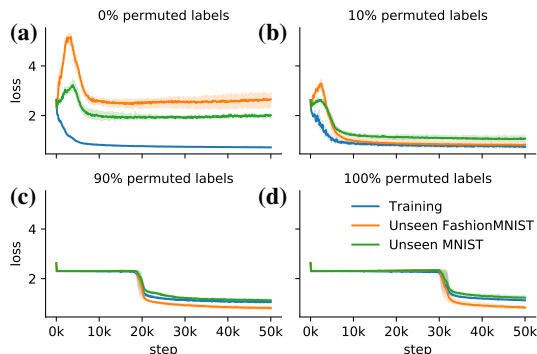 (a) 0% permuted labels
loss
4
2
(b) 10% permuted labels
(c) 90% permuted labels
loss
4
2
0k 10k 20k 30k 40k 50k
step
(d) 100% permuted labels
Training
Unseen FashionMNIST
Unseen MNIST
0k 10k 20k 30k 40k 50k
step